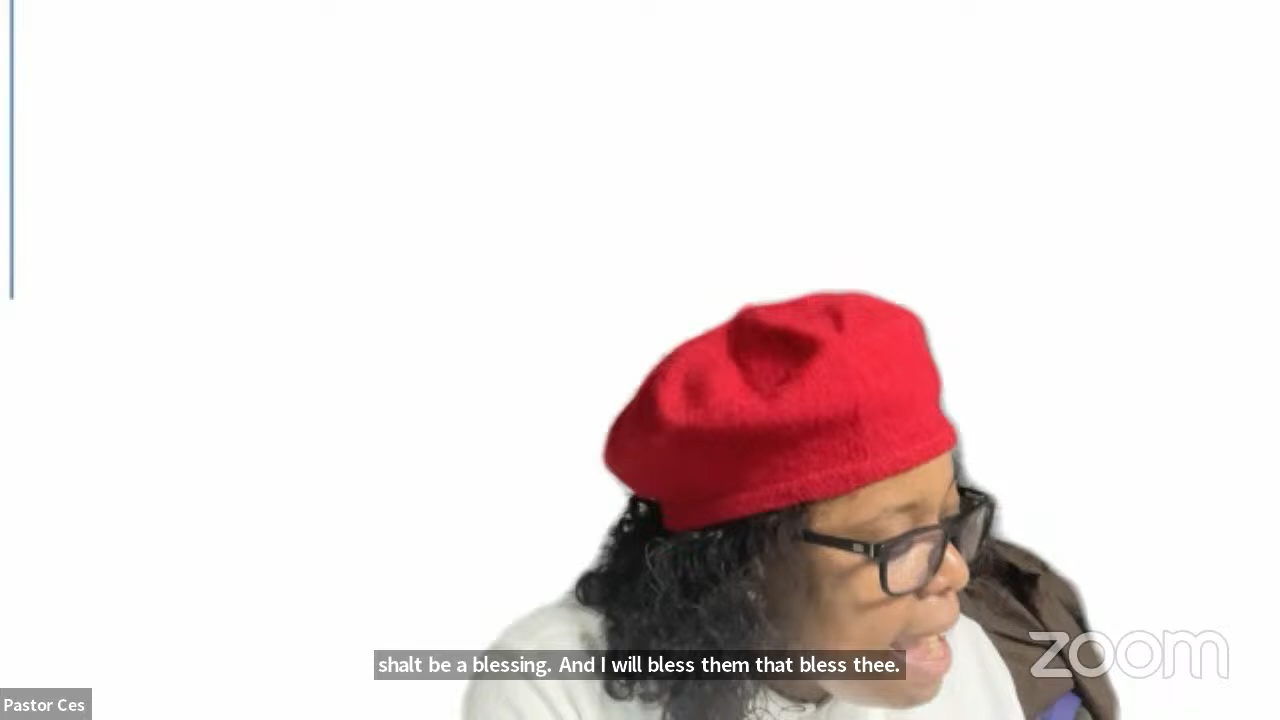 shalt be a blessing. And I will bless them that bless thee.
zoom
Pastor Ces